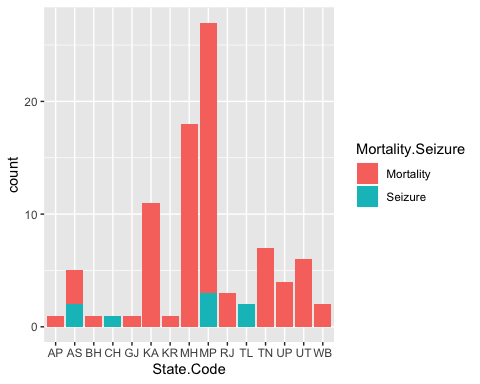 count
20
10
0
AP AS BH CH GJ KA KR MH MP RJ TL TN UP UT WB
State.Code
Mortality.Seizure
Mortality
Seizure